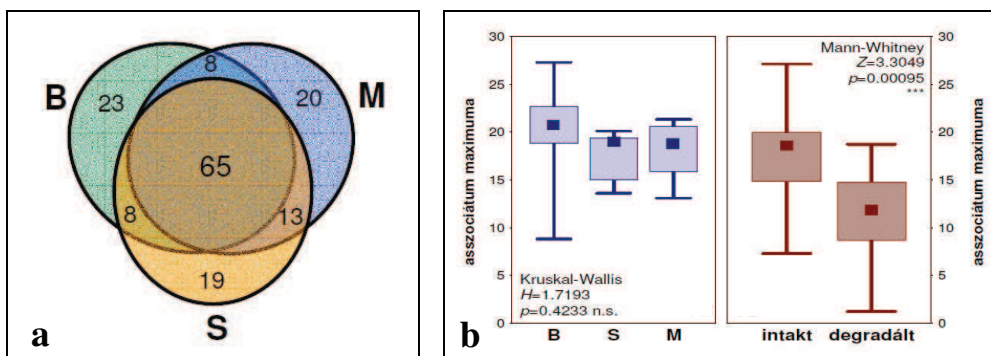 8
B
23
20
M
65
8
13
19
S
a
30
25
20
15
10
5
0
asszociátum maximuma
Kruskal-Wallis
H=1.7193
p=0.4233 n.s.
B S M
b
Mann-Whitney
Z=3.3049
p=0.00095
***
intakt degradált
30
25
20
15
10
5
0
asszociátum maximuma